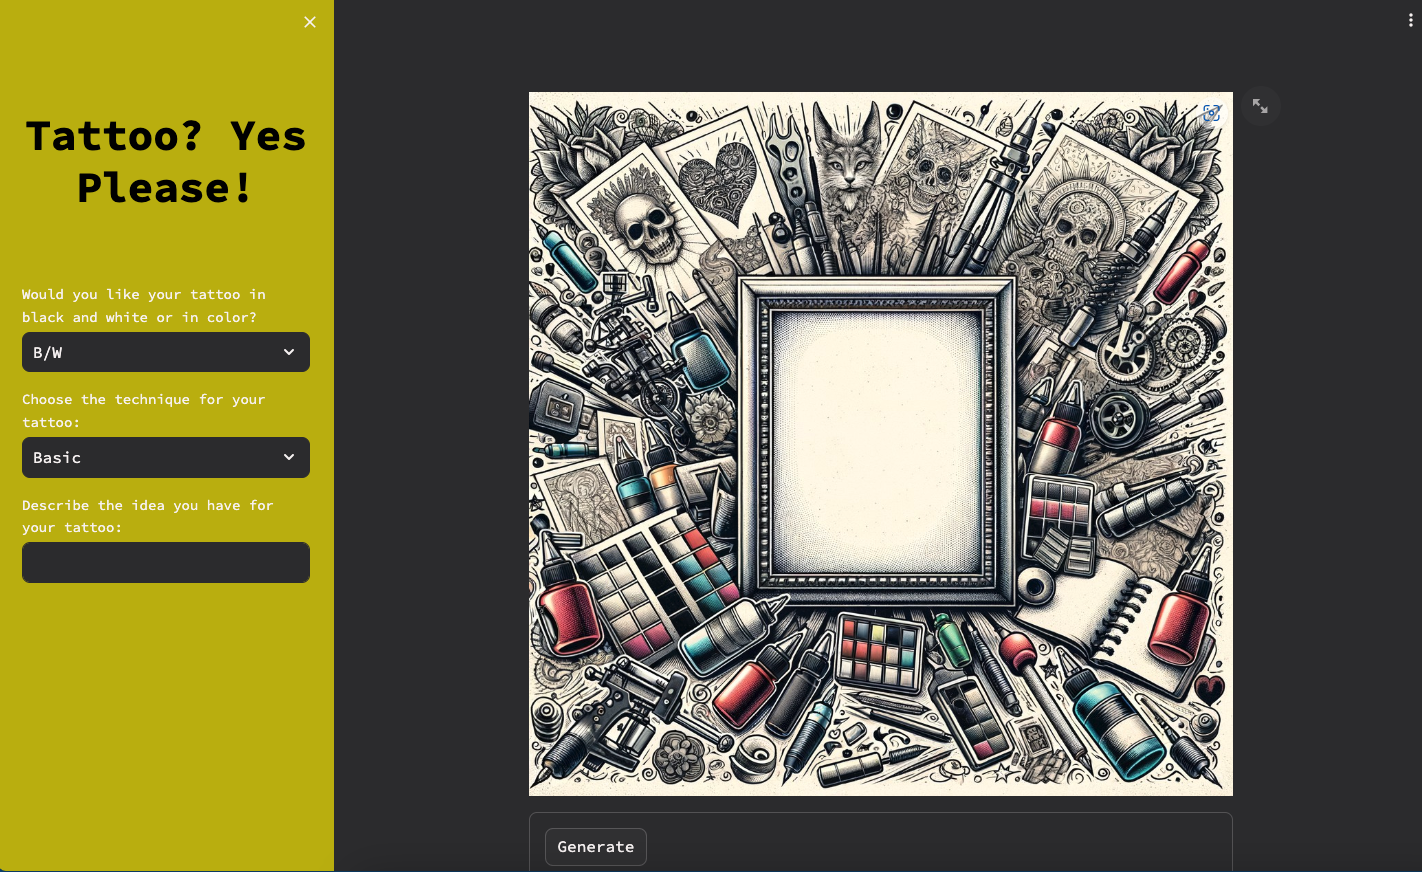 Tattoo? Yes
Please!
Would you like your tattoo in
black and white or in color?
B/W
Choose the technique for your
tattoo:
Basic
Describe the idea you have for
your tattoo:
Generate